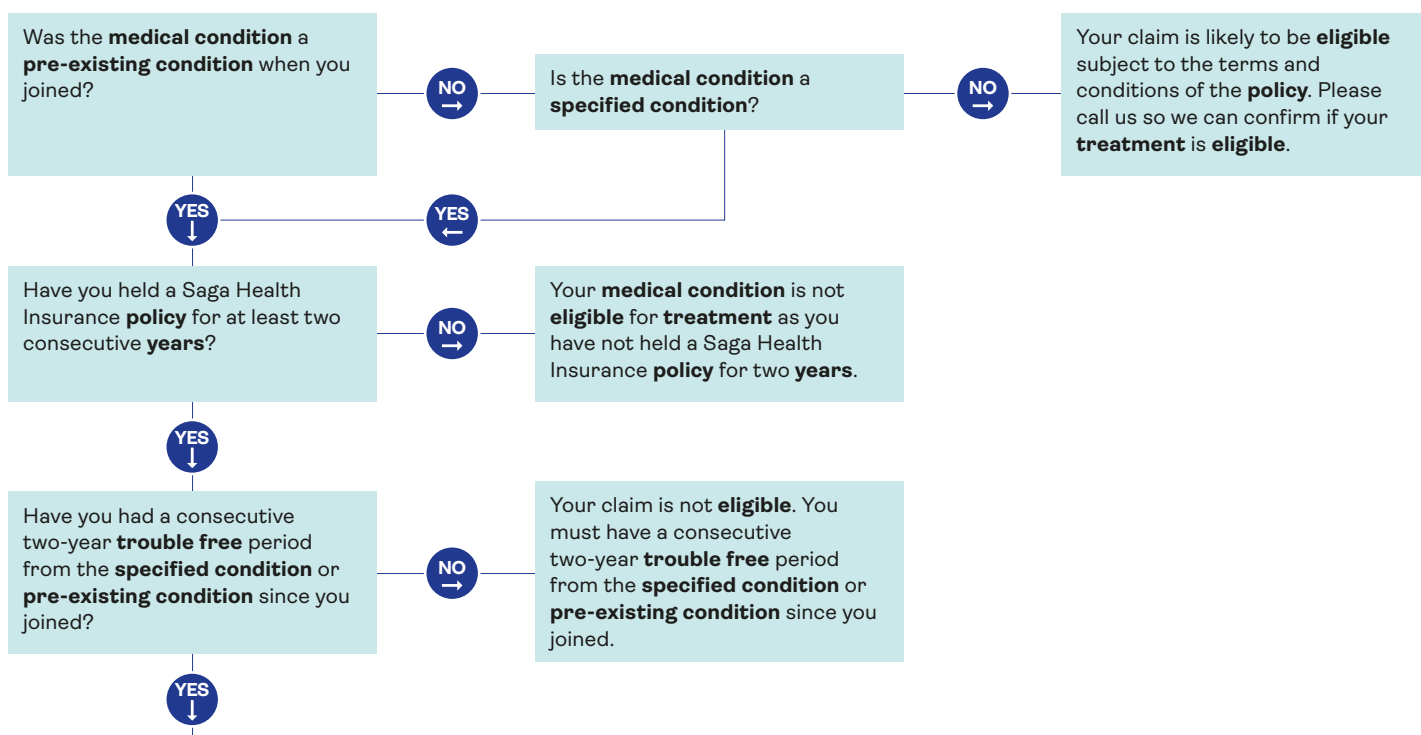 Was the medical condition a
pre-existing condition when you
joined?
NO
→
Is the medical condition a
specified condition?
NO
→
Your claim is likely to be eligible
subject to the terms and
conditions of the policy. Please
call us so we can confirm if your
treatment is eligible.
YES
↓
YES
←
Have you held a Saga Health
Insurance policy for at least two
consecutive years?
NO
→
Your medical condition is not
eligible for treatment as you
have not held a Saga Health
Insurance policy for two years.
YES
↓
Have you had a consecutive
two-year trouble free period
from the specified condition or
pre-existing condition since you
joined?
NO
→
Your claim is not eligible. You
must have a consecutive
two-year trouble free period
from the specified condition or
pre-existing condition since you
joined.
YES
↓